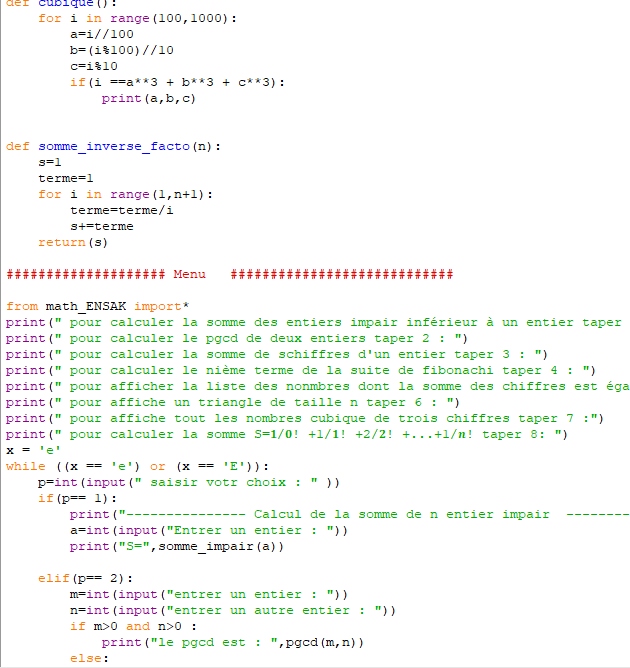 def cubique():
    for i in range(100,1000):
        a=i//100
        b=(i%100)//10
        c=i%10
        if(i ==a**3 + b**3 + c**3):
            print(a,b,c)
def somme_inverse_facto(n):
    s=1
    terme=1
    for i in range(1,n+1):
        terme=terme/i
        s+=terme
    return(s)
#################### Menu   ############################
from math_ENSAK import*
print(" pour calculer la somme des entiers impair inférieur à un entier taper
print(" pour calculer le pgcd de deux entiers taper 2 : ")
print(" pour calculer la somme de schiffres d'un entier taper 3 : ")
print(" pour calculer le nième terme de la suite de fibonachi taper 4 : ")
print(" pour afficher la liste des nonmbres dont la somme des chiffres est éga
print(" pour affiche un triangle de taille n taper 6 : ")
print(" pour affiche tout les nombres cubique de trois chiffres taper 7 :")
print(" pour calculer la somme S=1/0! +1/1! +2/2! +...+1/n! taper 8: ")
x = 'e'
while ((x == 'e') or (x == 'E')):
    p=int(input(" saisir votr choix : " ))
    if(p== 1):
        print("--------------- Calcul de la somme de n entier impair  --------
        a=int(input("Entrer un entier : "))
        print("S=",somme_impair(a))
    elif(p== 2):
        m=int(input("entrer un entier : "))
        n=int(input("entrer un autre entier : "))
        if m>0 and n>0 :
            print("le pgcd est : ",pgcd(m,n))
        else: